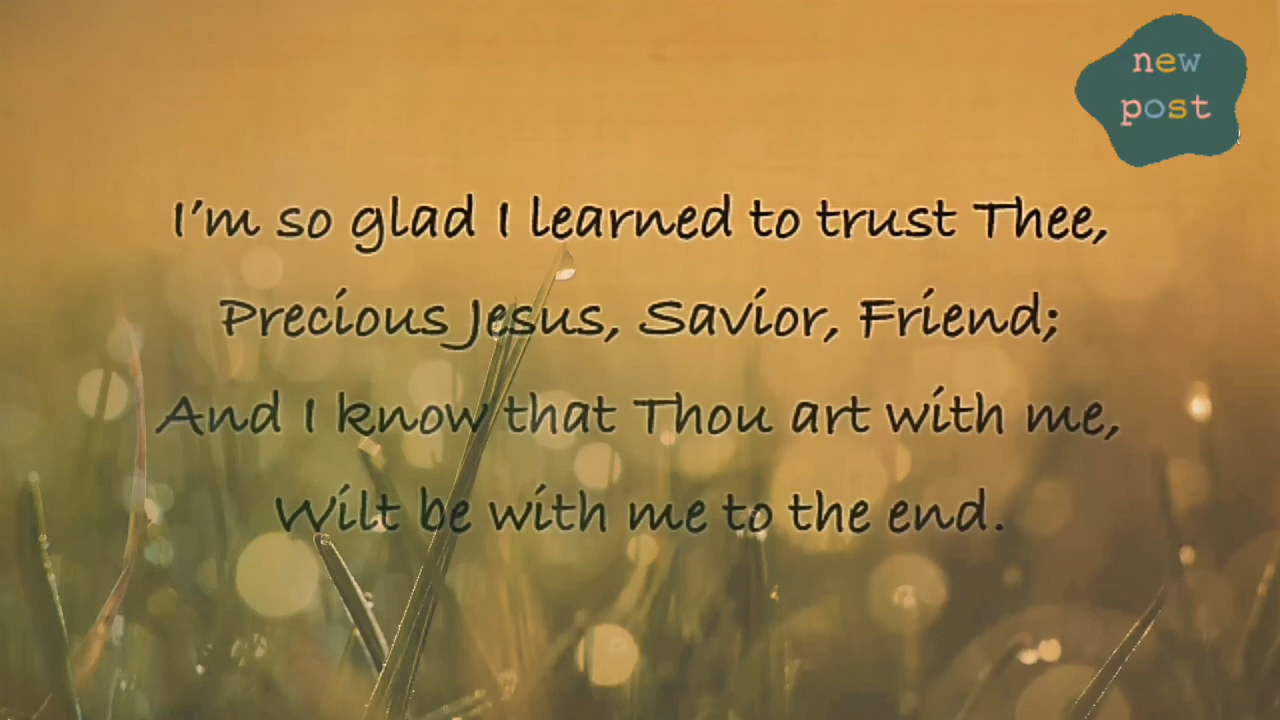 new
post
I'm so glad I learned to trust Thee,
Precious Jesus, Savior, Friend;
And I know that Thou art with me,
Wilt be with me to the end.